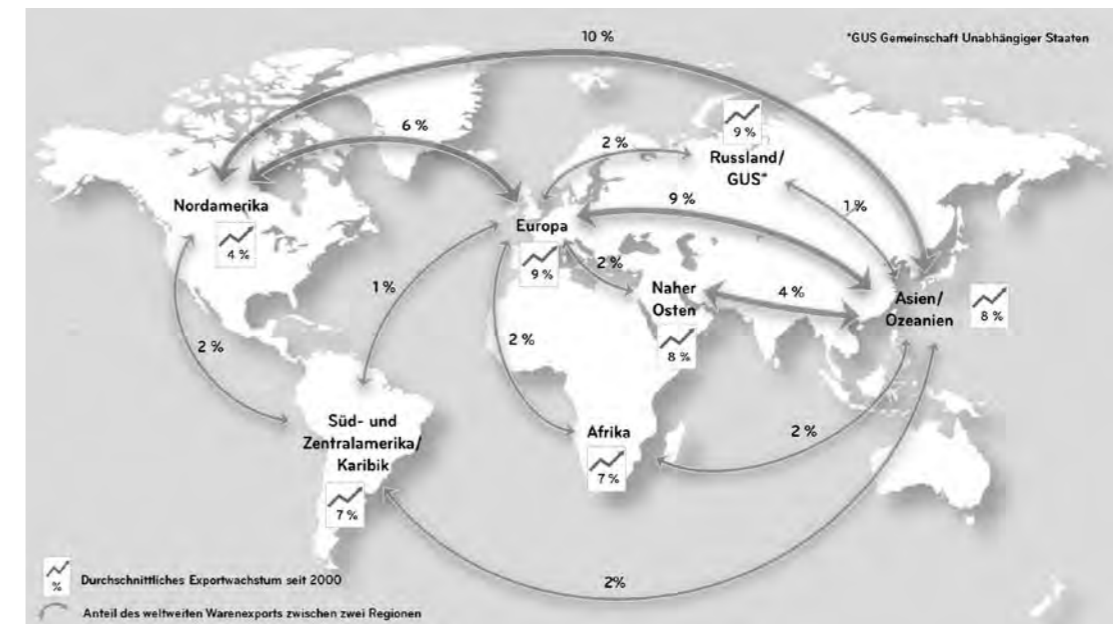 10 %
*GUS Gemeinschaft Unabhängiger Staaten
6 %
2 %
9 %
Russland/
GUS*
Nordamerika
4 %
9 %
1 %
Europa
9 %
2 %
Naher
Osten
8 %
4 %
Asien/
Ozeanien
8 %
1 %
2 %
2 %
Süd- und
Zentralamerika/
Karibik
7 %
Afrika
7 %
2 %
2%
% Durchschnittliches Exportwachstum seit 2000
Anteil des weltweiten Warenexports zwischen zwei Regionen